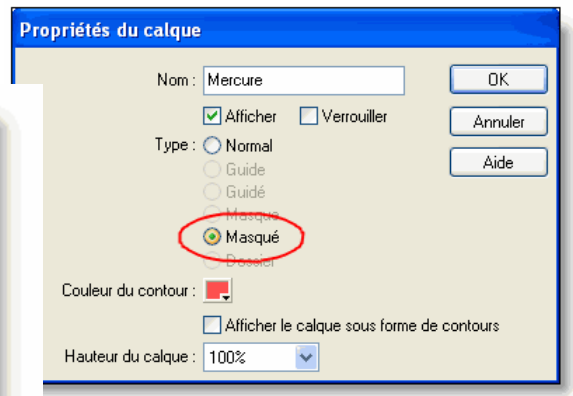 Propriétés du calque
Nom : Mercure
OK
Afficher
Verrouiller
Annuler
Type :
Normal
Aide
Guide
Guidé
Masque
Masqué
Dossier
Couleur du contour :
Afficher le calque sous forme de contours
Hauteur du calque : 100%